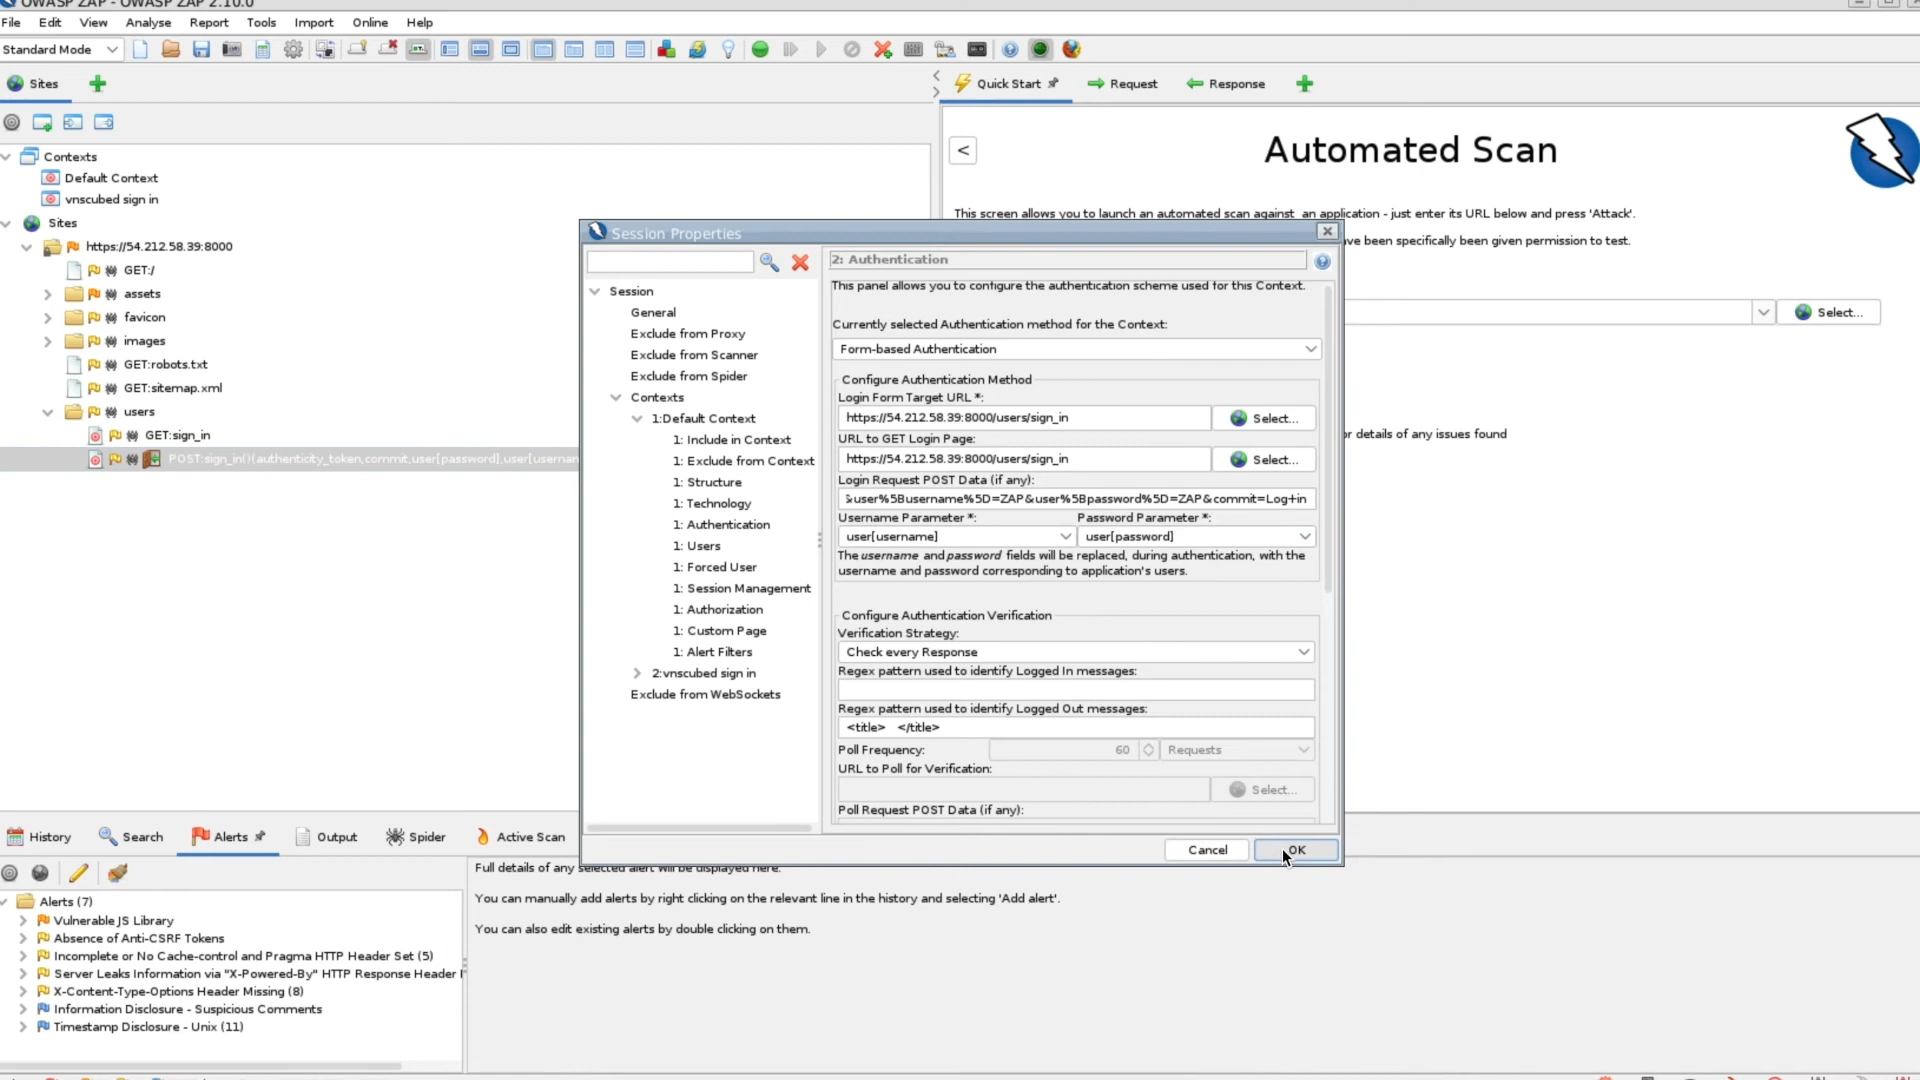 OWASP ZAP - OWASP ZAP 2.10.0
File Edit View Analyse Report Tools Import Online Help
Standard Mode
Sites
Quick Start Request Response
Contexts
Default Context
vnscubed sign in
Sites
https://54.212.58.39:8000
GET:/
assets
favicon
images
GET:robots.txt
GET:sitemap.xml
users
GET:sign_in
POST:sign_in()(authenticity_token,commit,user[password],user[usernam
<
Automated Scan
This screen allows you to launch an automated scan against an application - just enter its URL below and press 'Attack'.
ve been specifically been given permission to test.
Select...
or details of any issues found
Session Properties
Session
General
Exclude from Proxy
Exclude from Scanner
Exclude from Spider
Contexts
1:Default Context
1: Include in Context
1: Exclude from Context
1: Structure
1: Technology
1: Authentication
1: Users
1: Forced User
1: Session Management
1: Authorization
1: Custom Page
1: Alert Filters
2:vnscubed sign in
Exclude from WebSockets
2: Authentication
This panel allows you to configure the authentication scheme used for this Context.
Currently selected Authentication method for the Context:
Form-based Authentication
Configure Authentication Method
Login Form Target URL *:
https://54.212.58.39:8000/users/sign_in Select...
URL to GET Login Page:
https://54.212.58.39:8000/users/sign_in Select...
Login Request POST Data (if any):
&user%5Busername%5D=ZAP&user%5Bpassword%5D=ZAP&commit=Log+in
Username Parameter *: Password Parameter *:
user[username] user[password]
The username and password fields will be replaced, during authentication, with the
username and password corresponding to application's users.
Configure Authentication Verification
Verification Strategy:
Check every Response
Regex pattern used to identify Logged In messages:
Regex pattern used to identify Logged Out messages:
<title> </title>
Poll Frequency: 60 Requests
URL to Poll for Verification:
Select...
Poll Request POST Data (if any):
Cancel OK
History Search Alerts Output Spider Active Scan
Alerts (7)
Vulnerable JS Library
Absence of Anti-CSRF Tokens
Incomplete or No Cache-control and Pragma HTTP Header Set (5)
Server Leaks Information via "X-Powered-By" HTTP Response Header
X-Content-Type-Options Header Missing (8)
Information Disclosure - Suspicious Comments
Timestamp Disclosure - Unix (11)
Full details of any selected alert will be displayed here.
You can manually add alerts by right clicking on the relevant line in the history and selecting 'Add alert'.
You can also edit existing alerts by double clicking on them.